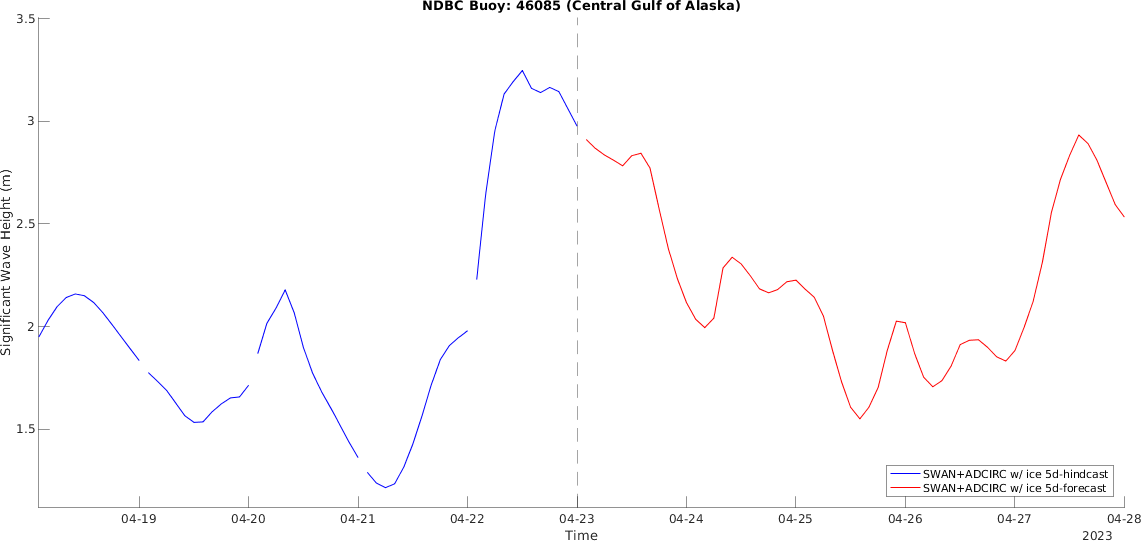 NDBC Buoy: 46085 (Central Gulf of Alaska)
Significant Wave Height (m)
3.5
3
2.5
2
1.5
SWAN+ADCIRC w/ ice 5d-hindcast
SWAN+ADCIRC w/ ice 5d-forecast
04-19 04-20 04-21 04-22 04-23 04-24 04-25 04-26 04-27 04-28
Time
2023